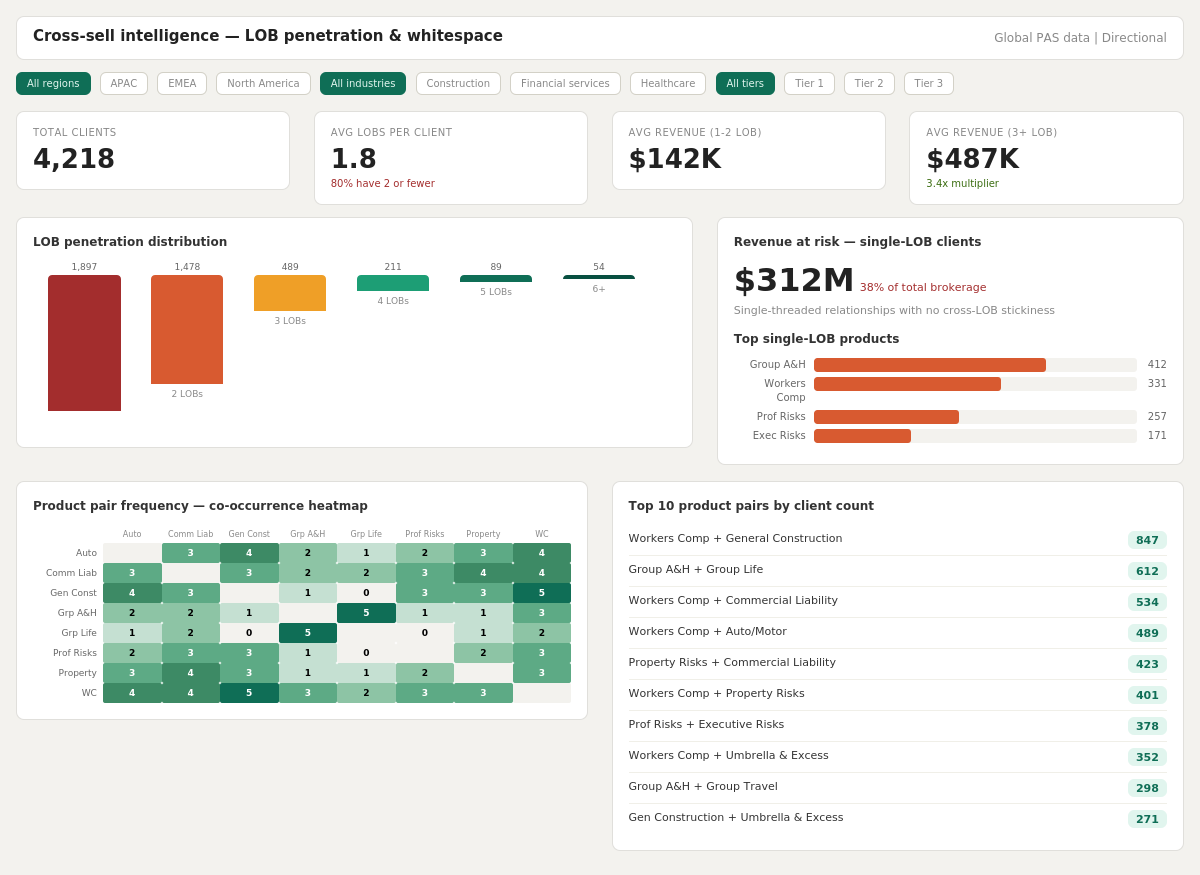 Cross-sell intelligence — LOB penetration & whitespace
Global PAS data | Directional
All regions
APAC
EMEA
North America
All industries
Construction
Financial services
Healthcare
All tiers
Tier 1
Tier 2
Tier 3
TOTAL CLIENTS
4,218
AVG LOBS PER CLIENT
1.8
80% have 2 or fewer
AVG REVENUE (1-2 LOB)
$142K
AVG REVENUE (3+ LOB)
$487K
3.4x multiplier
LOB penetration distribution
1,897
1,478
489
211
89
54
2 LOBs
3 LOBs
4 LOBs
5 LOBs
6+
Revenue at risk — single-LOB clients
$312M 38% of total brokerage
Single-threaded relationships with no cross-LOB stickiness
Top single-LOB products
Group A&H 412
Workers
Comp 331
Prof Risks 257
Exec Risks 171
Product pair frequency — co-occurrence heatmap
Auto Comm Liab Gen Const Grp A&H Grp Life Prof Risks Property WC
Auto 3 4 2 1 2 3 4
Comm Liab 3 3 2 2 3 4 4
Gen Const 4 3 1 0 3 3 5
Grp A&H 2 2 1 5 1 1 3
Grp Life 1 2 0 5 0 1 2
Prof Risks 2 3 3 1 0 2 3
Property 3 4 3 1 1 2 3
WC 4 4 5 3 2 3 3
Top 10 product pairs by client count
Workers Comp + General Construction 847
Group A&H + Group Life 612
Workers Comp + Commercial Liability 534
Workers Comp + Auto/Motor 489
Property Risks + Commercial Liability 423
Workers Comp + Property Risks 401
Prof Risks + Executive Risks 378
Workers Comp + Umbrella & Excess 352
Group A&H + Group Travel 298
Gen Construction + Umbrella & Excess 271